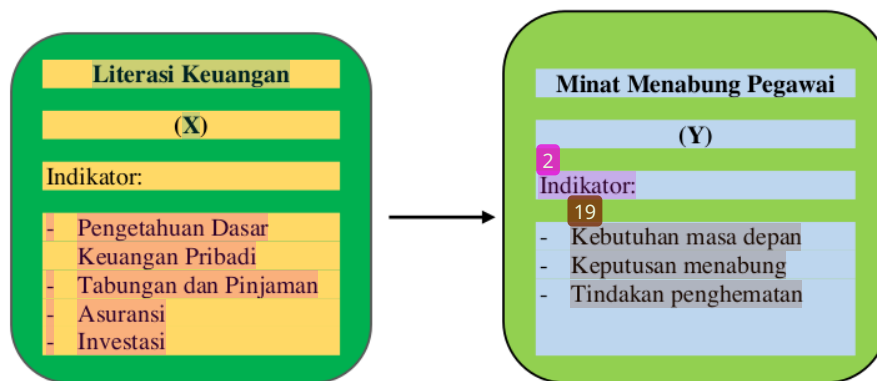 Literasi Keuangan
(X)
Indikator:
- Pengetahuan Dasar
Keuangan Pribadi
- Tabungan dan Pinjaman
- Asuransi
- Investasi
Minat Menabung Pegawai
(Y)
2
Indikator:
19
- Kebutuhan masa depan
- Keputusan menabung
- Tindakan penghematan